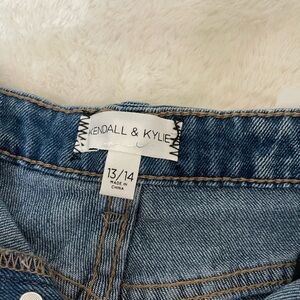 KENDALL & KYLIE
13/14
MADE IN
CHINA